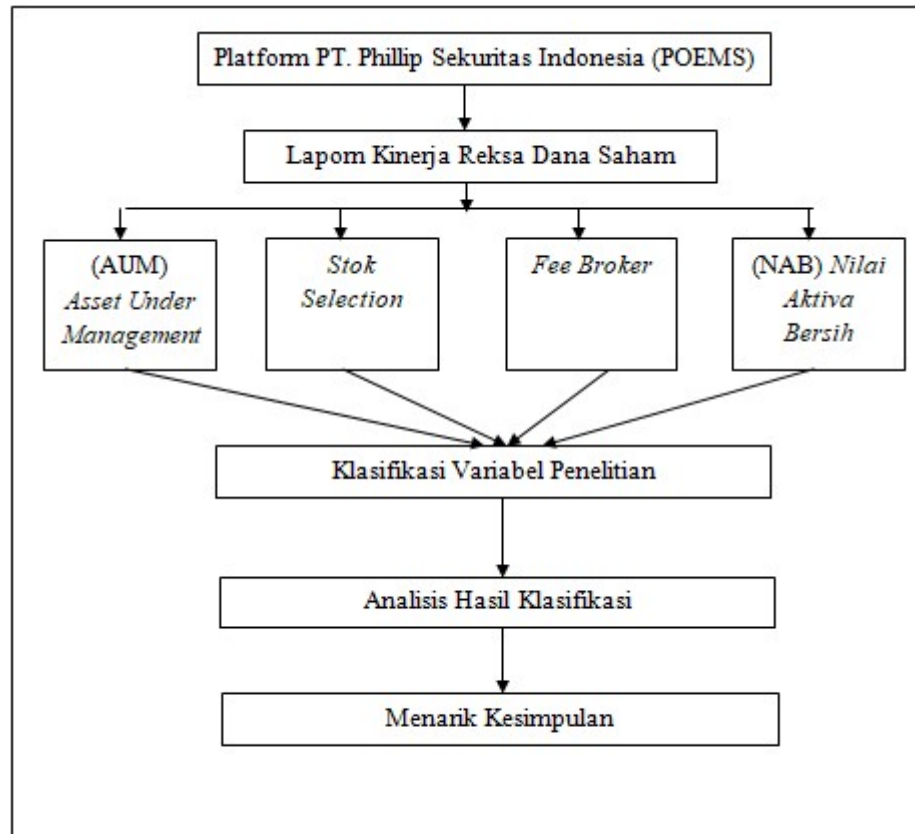 Platform PT. Phillip Sekuritas Indonesia (POEMS)
Laporn Kinerja Reksa Dana Saham
(AUM)
Asset Under
Management
Stok
Selection
Fee Broker
(NAB) Nilai
Aktiva
Bersih
Klasifikasi Variabel Penelitian
Analisis Hasil Klasifikasi
Menarik Kesimpulan